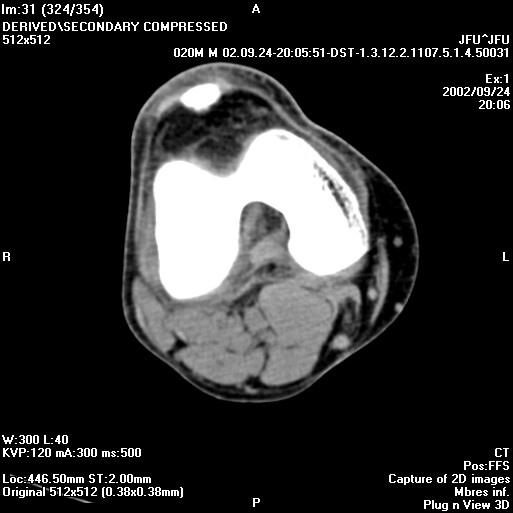 Im:31 (324/354)
A
DERIVED\SECONDARY COMPRESSED
512x512
JFU^JFU
020M M 02.09.24-20:05:51-DST-1.3.12.2.1107.5.1.4.50031
Ex:1
2002/09/24
20:06
R
L
W:300 L:40
KVP:120 mA:300 ms:500
CT
Pos:FFS
Loc:446.50mm ST:2.00mm
Capture of 2D images
Original 512x512 (0.38x0.38mm)
Mbres inf.
P
Plug n View 3D